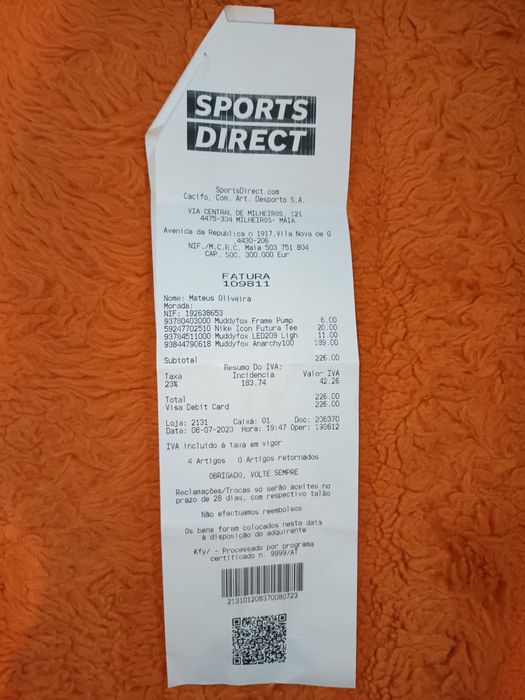 SPORTS
DIRECT
SportsDirect.com
Cacifo, Com. Art. Desporto S.A.
VIA CENTRAL DE MILHEIROS, 121
4475-334 MILHEIROS- MAIA
Avenida da Republica n 1917,Vila Nova de G
4430-206
NIF./M.C.R.C. Maia 503 751 804
CAP. SOC. 300.000 Eur
FATURA
109811
Nome: Mateus Oliveira
Morada:
NIF: 192638653
93780403000 Muddyfox Frame Pump 6.00
59247702510 Nike Icon Futura Tee 20.00
93784511000 Muddyfox LED209 Ligh 11.00
93844790618 Muddyfox Anarchy100 189.00
Subtotal 226.00
Resumo Do IVA:
Taxa Incidencia Valor IVA
23% 183.74 42.26
Total 226.00
Visa Debit Card 226.00
Loja: 2131 Caixa: 01 Doc: 208370
Data: 08-07-2023 Hora: 19:47 Oper: 193612
IVA incluido à taxa em vigor
4 Artigos 0 Artigos retornados
OBRIGADO, VOLTE SEMPRE
Reclamações/Trocas só serão aceites no
prazo de 28 dias, com respectivo talão
Não efectuamos reembolsos
Os bens foram colocados nesta data
à disposição do adquirente
Kfy/ - Processado por programa
certificado n. 9999/AT
213101208370080723